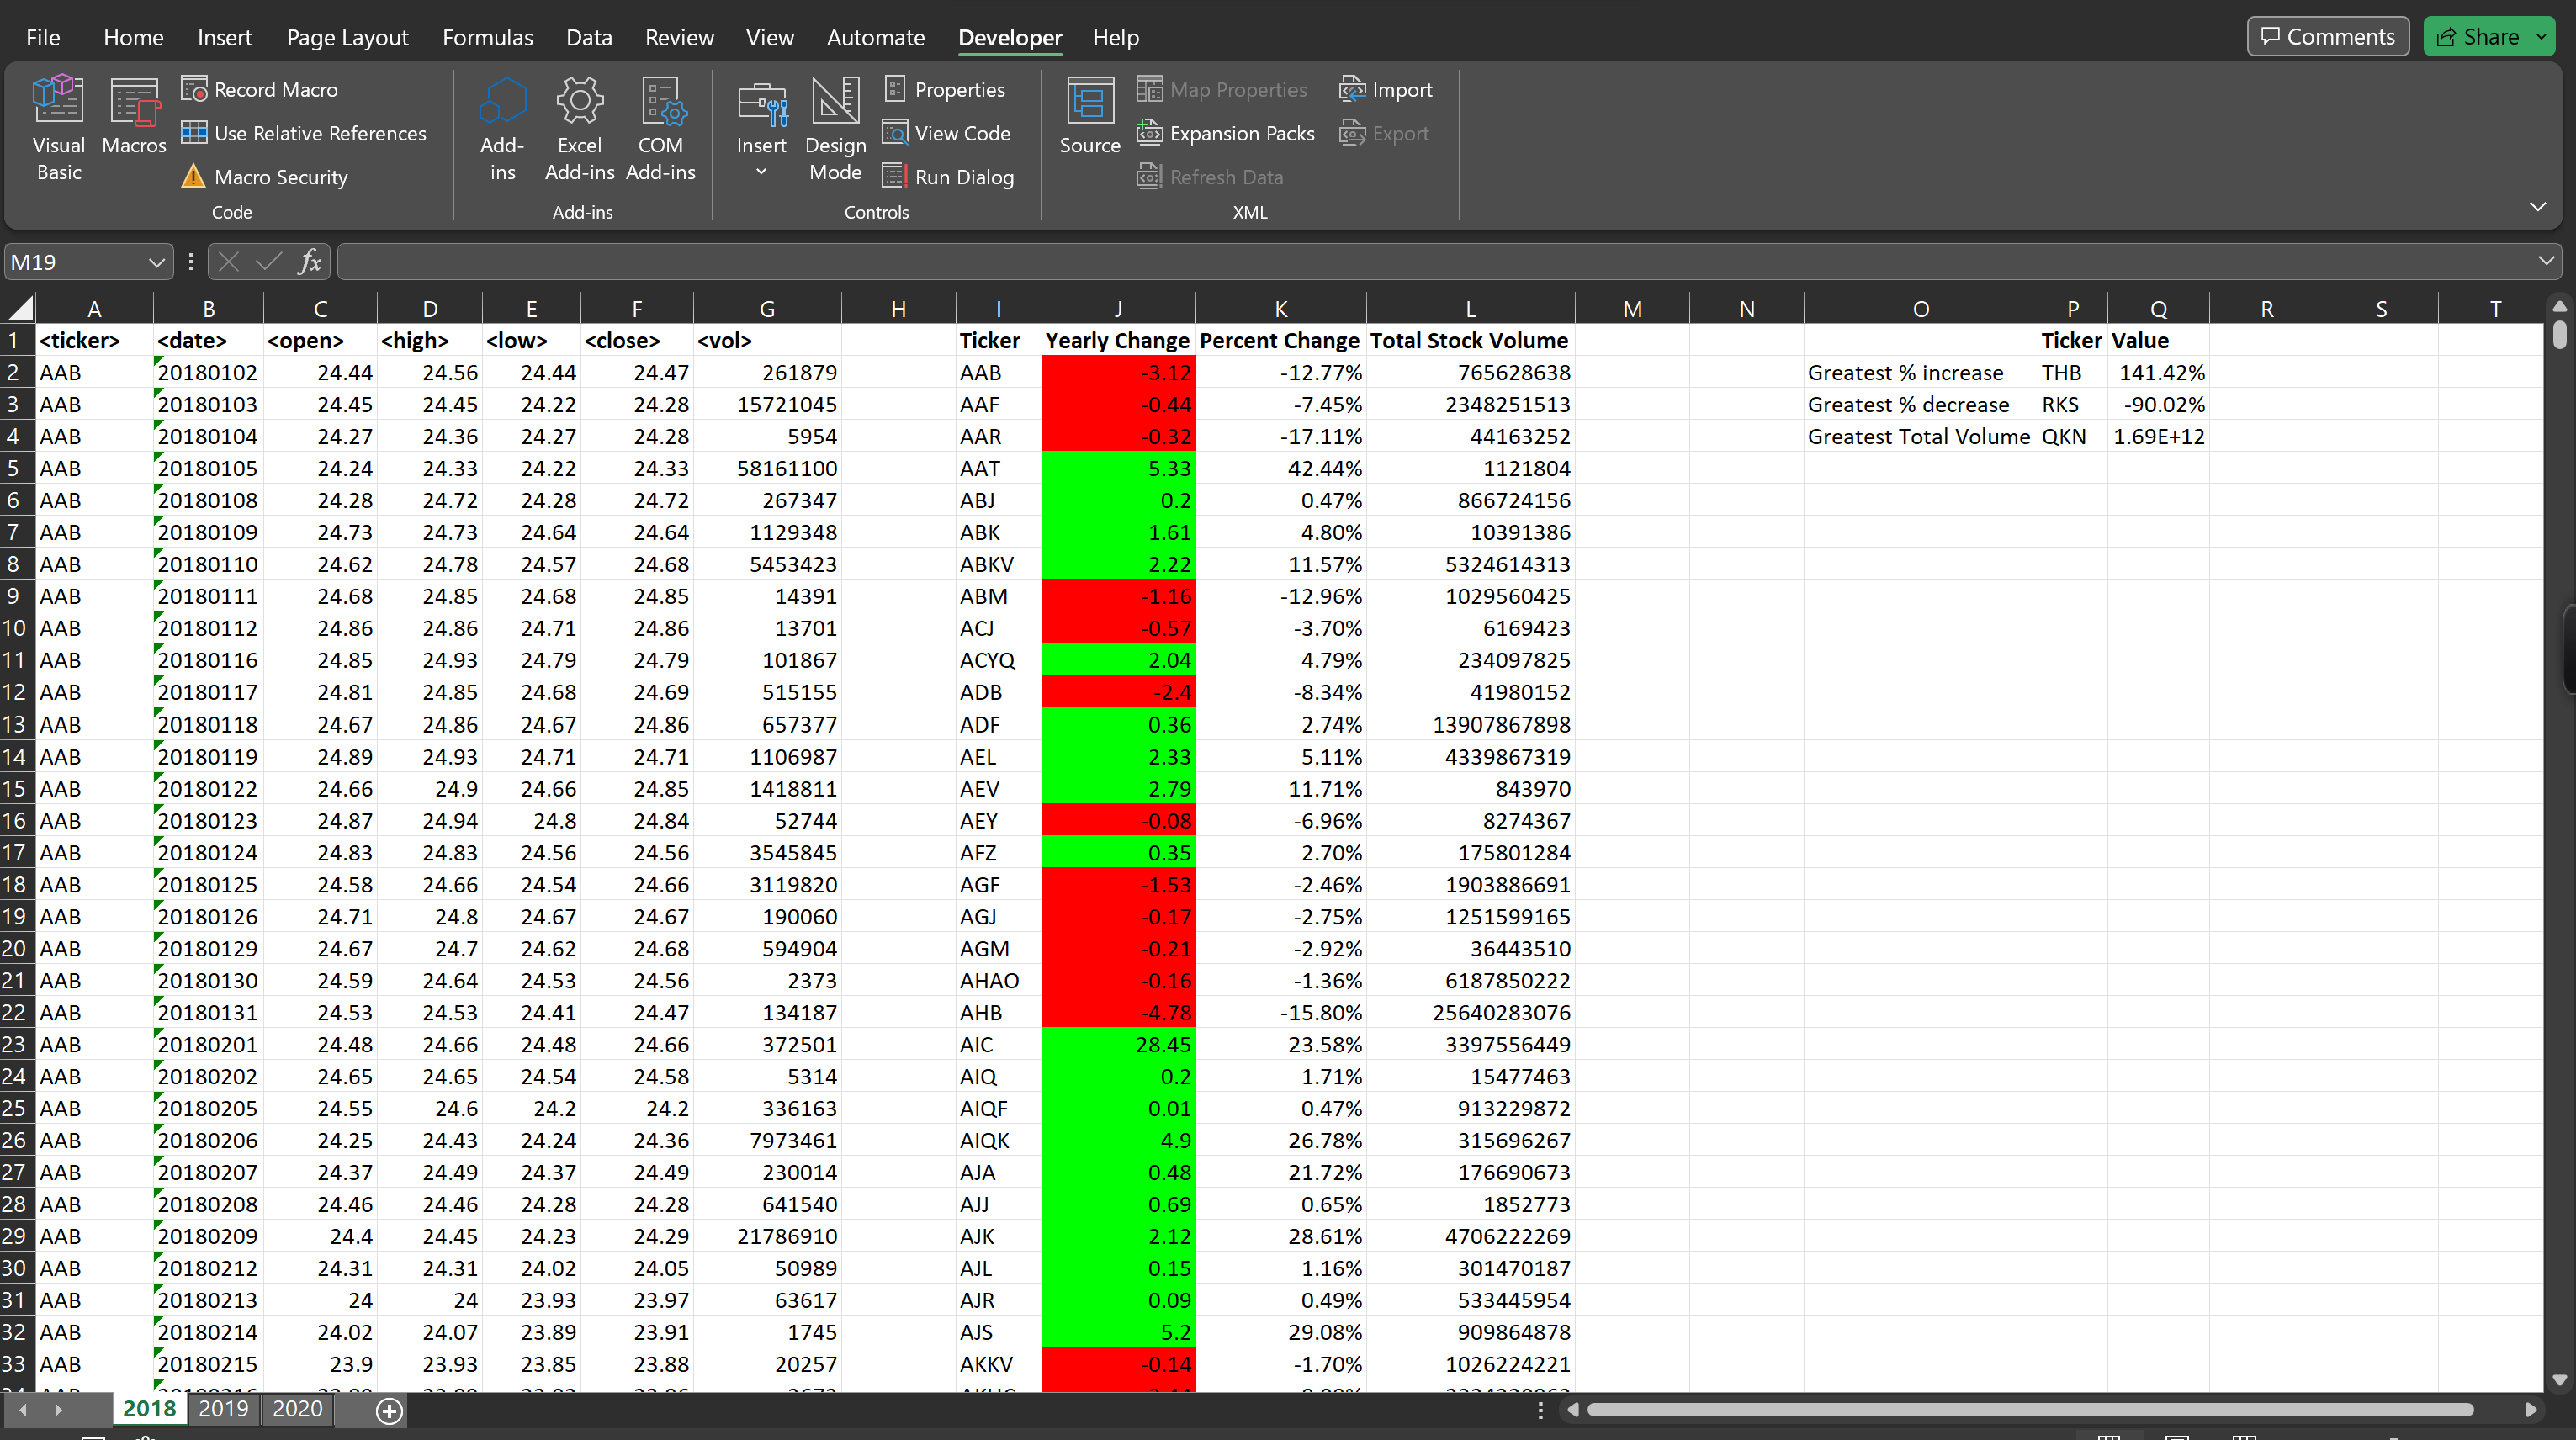 File Home Insert Page Layout Formulas Data Review View Automate Developer Help Comments Share
Visual Basic Macros Record Macro Use Relative References Macro Security Code
Add-ins Excel Add-ins COM Add-ins Add-ins
Insert Design Mode Properties View Code Run Dialog Controls
Source Map Properties Expansion Packs Refresh Data Import Export XML
M19 fx
A B C D E F G H I J K L M N O P Q R S T
1 <ticker> <date> <open> <high> <low> <close> <vol> Ticker Yearly Change Percent Change Total Stock Volume Ticker Value
2 AAB 20180102 24.44 24.56 24.44 24.47 261879 AAB -3.12 -12.77% 765628638 Greatest % increase THB 141.42%
3 AAB 20180103 24.45 24.45 24.22 24.28 15721045 AAF -0.44 -7.45% 2348251513 Greatest % decrease RKS -90.02%
4 AAB 20180104 24.27 24.36 24.27 24.28 5954 AAR -0.32 -17.11% 44163252 Greatest Total Volume QKN 1.69E+12
5 AAB 20180105 24.24 24.33 24.22 24.33 58161100 AAT 5.33 42.44% 1121804
6 AAB 20180108 24.28 24.72 24.28 24.72 267347 ABJ 0.2 0.47% 866724156
7 AAB 20180109 24.73 24.73 24.64 24.64 1129348 ABK 1.61 4.80% 10391386
8 AAB 20180110 24.62 24.78 24.57 24.68 5453423 ABKV 2.22 11.57% 5324614313
9 AAB 20180111 24.68 24.85 24.68 24.85 14391 ABM -1.16 -12.96% 1029560425
10 AAB 20180112 24.86 24.86 24.71 24.86 13701 ACJ -0.57 -3.70% 6169423
11 AAB 20180116 24.85 24.93 24.79 24.79 101867 ACYQ 2.04 4.79% 234097825
12 AAB 20180117 24.81 24.85 24.68 24.69 515155 ADB -2.4 -8.34% 41980152
13 AAB 20180118 24.67 24.86 24.67 24.86 657377 ADF 0.36 2.74% 13907867898
14 AAB 20180119 24.89 24.93 24.71 24.71 1106987 AEL 2.33 5.11% 4339867319
15 AAB 20180122 24.66 24.9 24.66 24.85 1418811 AEV 2.79 11.71% 843970
16 AAB 20180123 24.87 24.94 24.8 24.84 52744 AEY -0.08 -6.96% 8274367
17 AAB 20180124 24.83 24.83 24.56 24.56 3545845 AFZ 0.35 2.70% 175801284
18 AAB 20180125 24.58 24.66 24.54 24.66 3119820 AGF -1.53 -2.46% 1903886691
19 AAB 20180126 24.71 24.8 24.67 24.67 190060 AGJ -0.17 -2.75% 1251599165
20 AAB 20180129 24.67 24.7 24.62 24.68 594904 AGM -0.21 -2.92% 36443510
21 AAB 20180130 24.59 24.64 24.53 24.56 2373 AHAO -0.16 -1.36% 6187850222
22 AAB 20180131 24.53 24.53 24.41 24.47 134187 AHB -4.78 -15.80% 25640283076
23 AAB 20180201 24.48 24.66 24.48 24.66 372501 AIC 28.45 23.58% 3397556449
24 AAB 20180202 24.65 24.65 24.54 24.58 5314 AIQ 0.2 1.71% 15477463
25 AAB 20180205 24.55 24.6 24.2 24.2 336163 AIQF 0.01 0.47% 913229872
26 AAB 20180206 24.25 24.43 24.24 24.36 7973461 AIQK 4.9 26.78% 315696267
27 AAB 20180207 24.37 24.49 24.37 24.49 230014 AJA 0.48 21.72% 176690673
28 AAB 20180208 24.46 24.46 24.28 24.28 641540 AJJ 0.69 0.65% 1852773
29 AAB 20180209 24.4 24.45 24.23 24.29 21786910 AJK 2.12 28.61% 4706222269
30 AAB 20180212 24.31 24.31 24.02 24.05 50989 AJL 0.15 1.16% 301470187
31 AAB 20180213 24 24 23.93 23.97 63617 AJR 0.09 0.49% 533445954
32 AAB 20180214 24.02 24.07 23.89 23.91 1745 AJS 5.2 29.08% 909864878
33 AAB 20180215 23.9 23.93 23.85 23.88 20257 AKKV -0.14 -1.70% 1026224221
2018 2019 2020